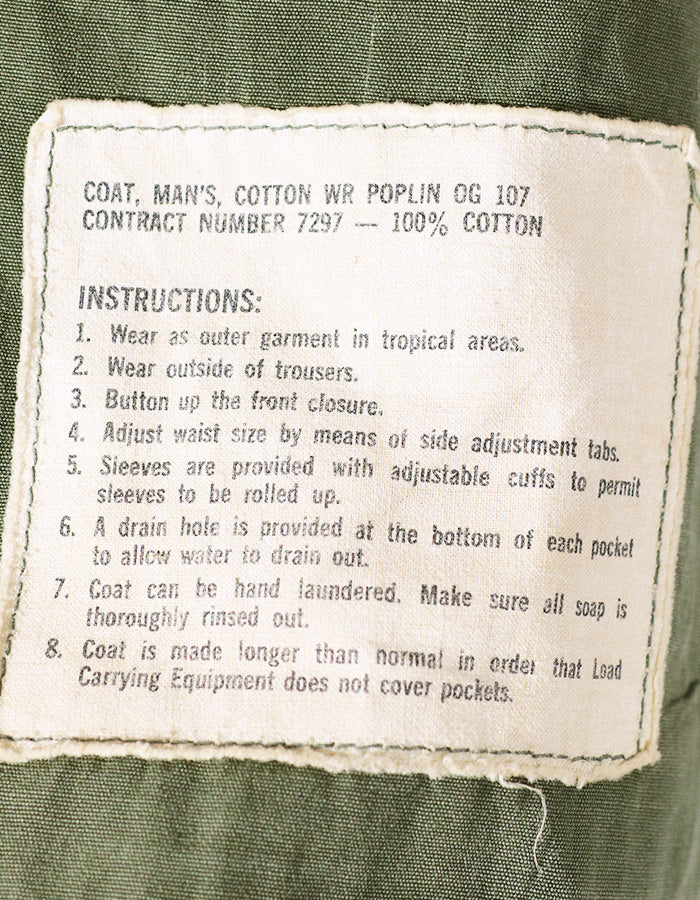 COAT, MAN'S, COTTON WR POPLIN OG 107
CONTRACT NUMBER 7297 — 100% COTTON
INSTRUCTIONS:
1. Wear as outer garment in tropical areas.
2. Wear outside of trousers.
3. Button up the front closure.
4. Adjust waist size by means of side adjustment tabs.
5. Sleeves are provided with adjustable cuffs to permit
sleeves to be rolled up.
6. A drain hole is provided at the bottom of each pocket
to allow water to drain out.
7. Coat can be hand laundered. Make sure all soap is
thoroughly rinsed out.
8. Coat is made longer than normal in order that Load
Carrying Equipment does not cover pockets.